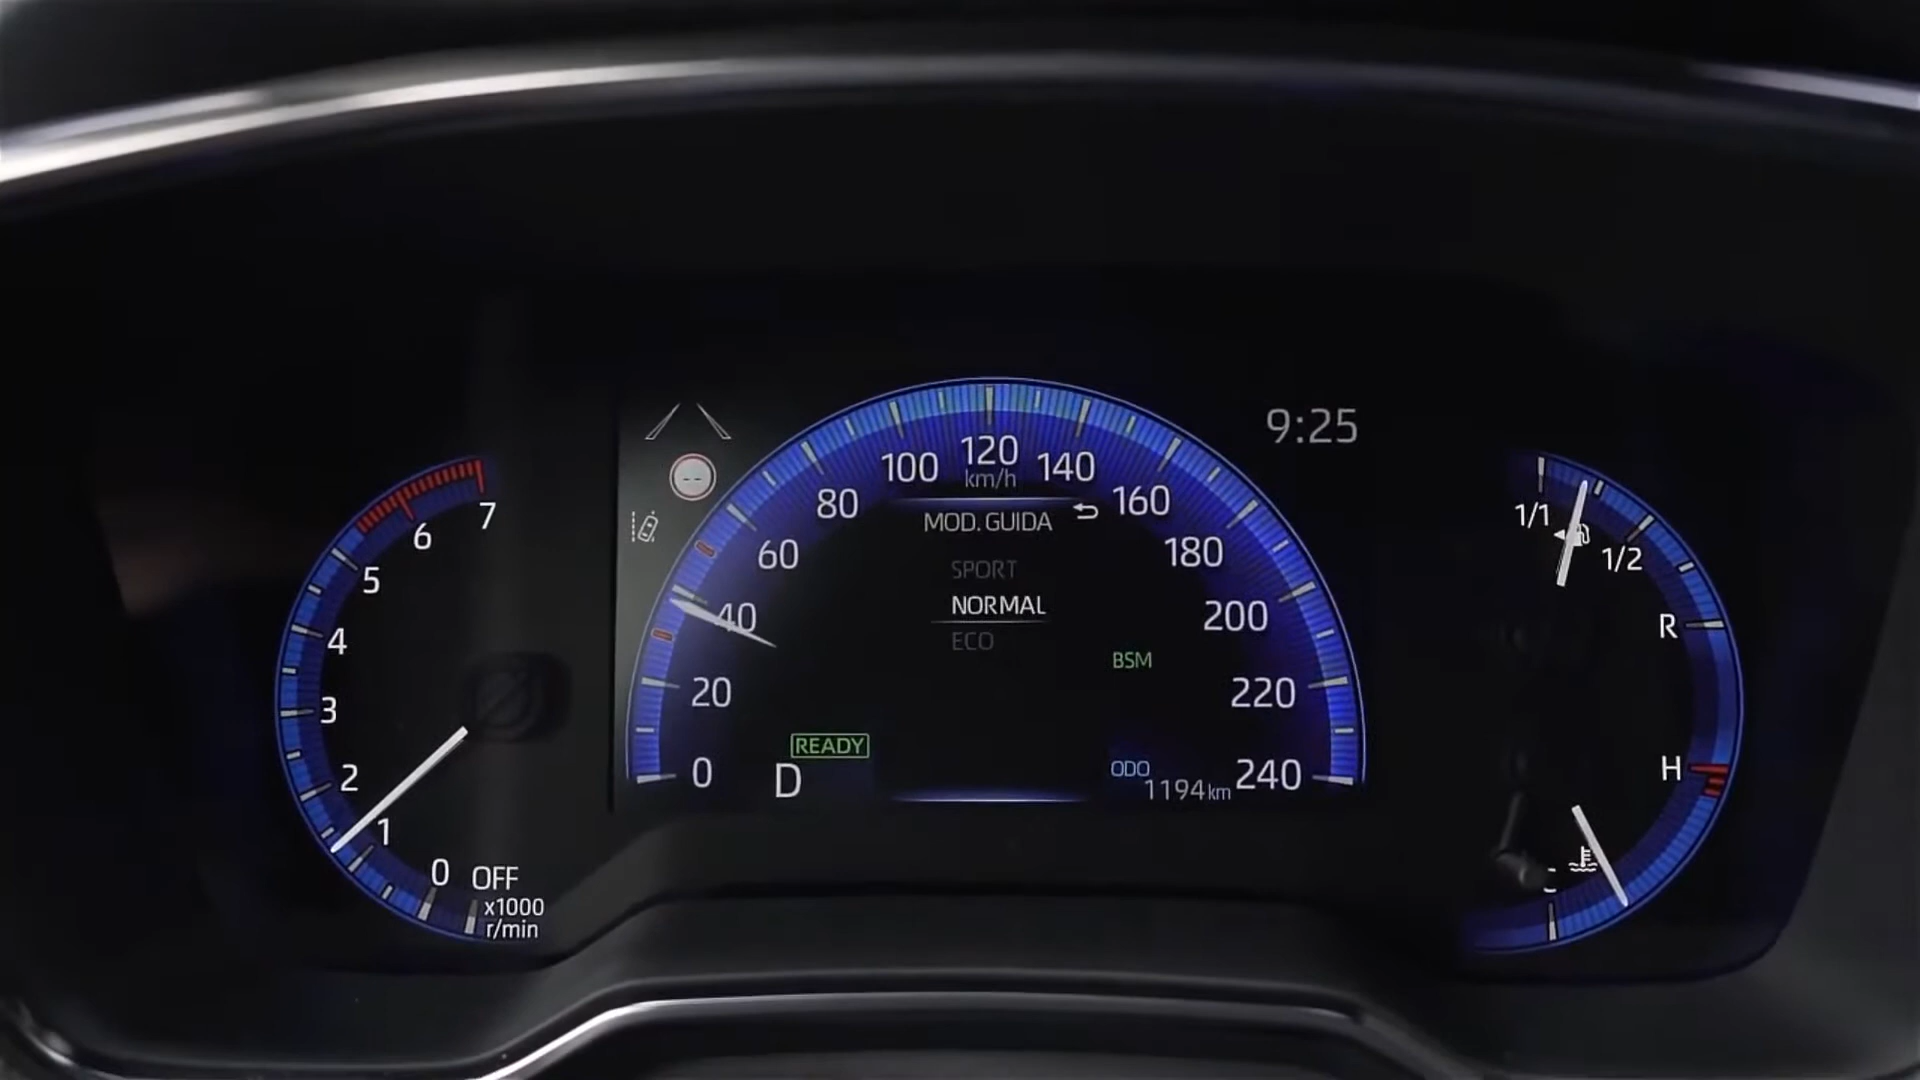 7
6
5
4
3
2
1
0 OFF
x1000
r/min
--
0
20
40
60
80
100
120
km/h
140
160
180
200
220
240
MOD. GUIDA
SPORT
NORMAL
ECO
BSM
READY
D
ODO
1194 km
9:25
1/1
1/2
R
H